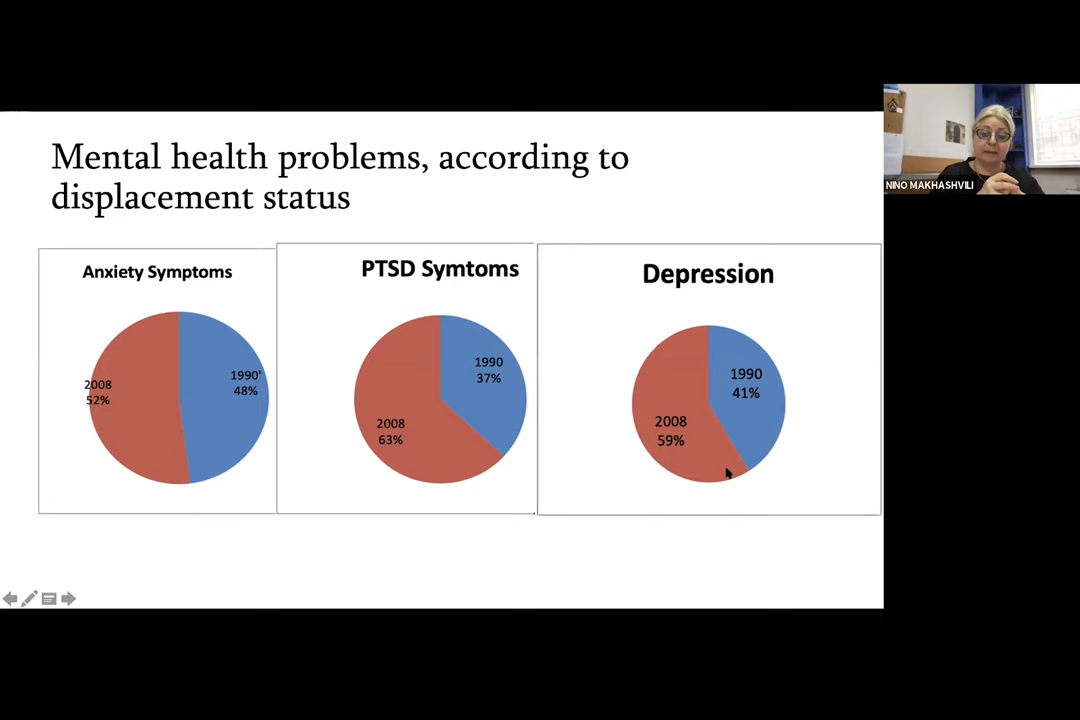 Mental health problems, according to
displacement status
Anxiety Symptoms
2008
52%
1990'
48%
PTSD Symtoms
1990
37%
2008
63%
Depression
1990
41%
2008
59%
NINO MAKHASHVILI